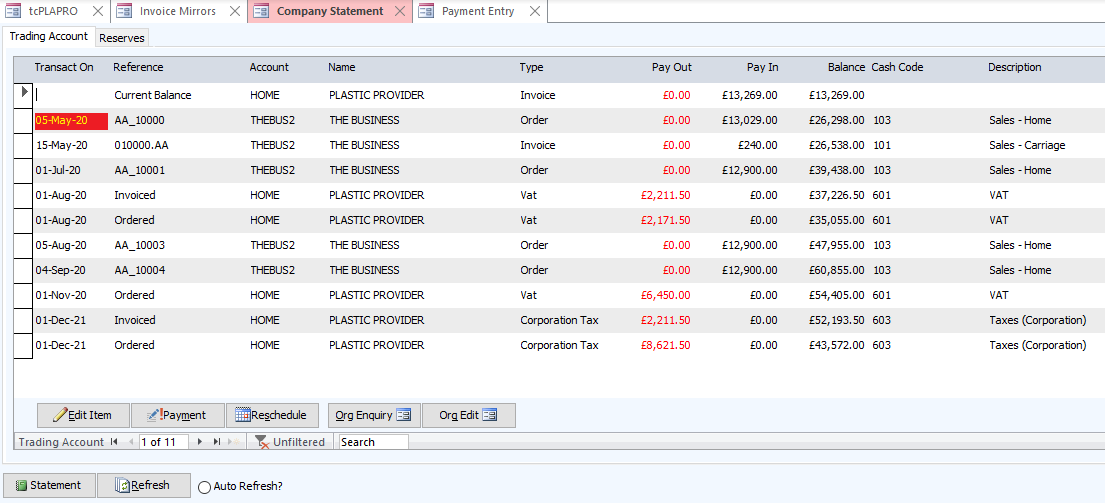 tcPLAPRO Invoice Mirrors Company Statement Payment Entry
Trading Account Reserves
Transact On Reference Account Name Type Pay Out Pay In Balance Cash Code Description
Current Balance HOME PLASTIC PROVIDER Invoice £0.00 £13,269.00 £13,269.00
05-May-20 AA_10000 THEBUS2 THE BUSINESS Order £0.00 £13,029.00 £26,298.00 103 Sales - Home
15-May-20 010000.AA THEBUS2 THE BUSINESS Invoice £0.00 £240.00 £26,538.00 101 Sales - Carriage
01-Jul-20 AA_10001 THEBUS2 THE BUSINESS Order £0.00 £12,900.00 £39,438.00 103 Sales - Home
01-Aug-20 Invoiced HOME PLASTIC PROVIDER Vat £2,211.50 £0.00 £37,226.50 601 VAT
01-Aug-20 Ordered HOME PLASTIC PROVIDER Vat £2,171.50 £0.00 £35,055.00 601 VAT
05-Aug-20 AA_10003 THEBUS2 THE BUSINESS Order £0.00 £12,900.00 £47,955.00 103 Sales - Home
04-Sep-20 AA_10004 THEBUS2 THE BUSINESS Order £0.00 £12,900.00 £60,855.00 103 Sales - Home
01-Nov-20 Ordered HOME PLASTIC PROVIDER Vat £6,450.00 £0.00 £54,405.00 601 VAT
01-Dec-21 Invoiced HOME PLASTIC PROVIDER Corporation Tax £2,211.50 £0.00 £52,193.50 603 Taxes (Corporation)
01-Dec-21 Ordered HOME PLASTIC PROVIDER Corporation Tax £8,621.50 £0.00 £43,572.00 603 Taxes (Corporation)
Edit Item Payment Reschedule Org Enquiry Org Edit
Trading Account 1 of 11 Unfiltered Search
Statement Refresh Auto Refresh?